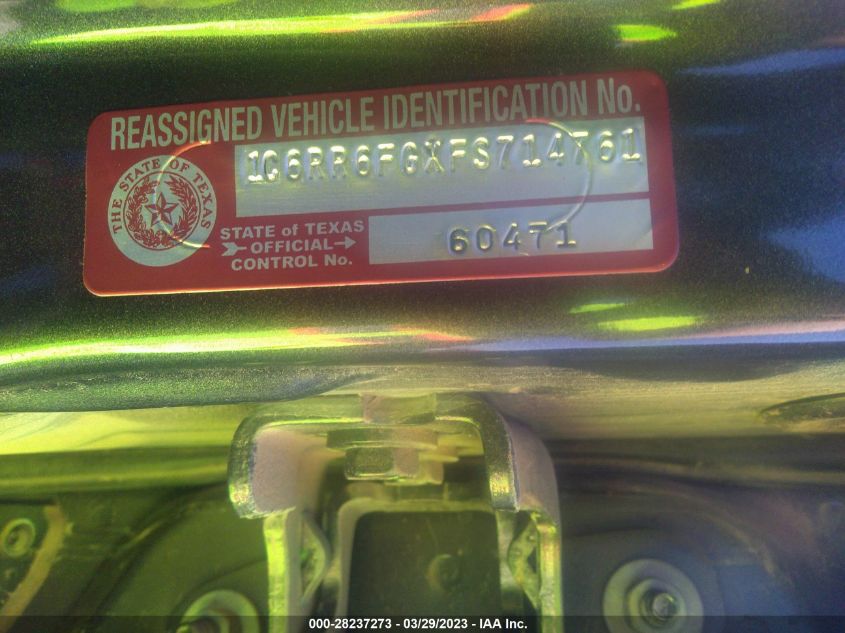 REASSIGNED VEHICLE IDENTIFICATION No.
1C6RR6FGXFS714761
THE STATE OF TEXAS
STATE of TEXAS
OFFICIAL
CONTROL No.
60471
000-28237273 - 03/29/2023 - IAA Inc.